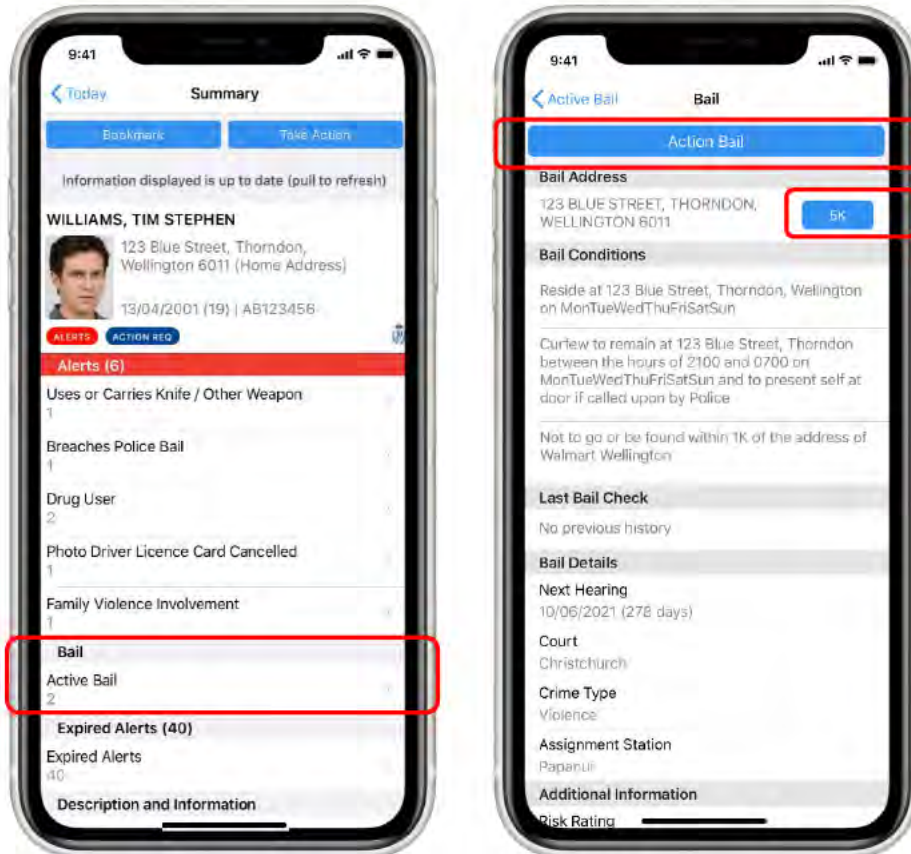 9:41
Today
Summary
Bookmark
Take Action
Information displayed is up to date (pull to refresh)
WILLIAMS, TIM STEPHEN
123 Blue Street, Thorndon,
Wellington 6011 (Home Address)
13/04/2001 (19) | AB123456
ALERTS
ACTION REQ
Alerts (6)
Uses or Carries Knife / Other Weapon
1
Breaches Police Bail
1
Drug User
2
Photo Driver Licence Card Cancelled
1
Family Violence Involvement
1
Bail
Active Bail
2
Expired Alerts (40)
Expired Alerts
40
Description and Information
9:41
Active Bail
Bail
Action Bail
Bail Address
123 BLUE STREET, THORNDON,
WELLINGTON 6011
5K
Bail Conditions
Reside at 123 Blue Street, Thorndon, Wellington
on MonTueWedThuFriSatSun
Curfew to remain at 123 Blue Street, Thorndon
between the hours of 2100 and 0700 on
MonTueWedThuFriSatSun and to present self at
door if called upon by Police
Not to go or be found within 1K of the address of
Walmart Wellington
Last Bail Check
No previous history
Bail Details
Next Hearing
10/06/2021 (278 days)
Court
Christchurch
Crime Type
Violence
Assignment Station
Papanui
Additional Information
Risk Rating